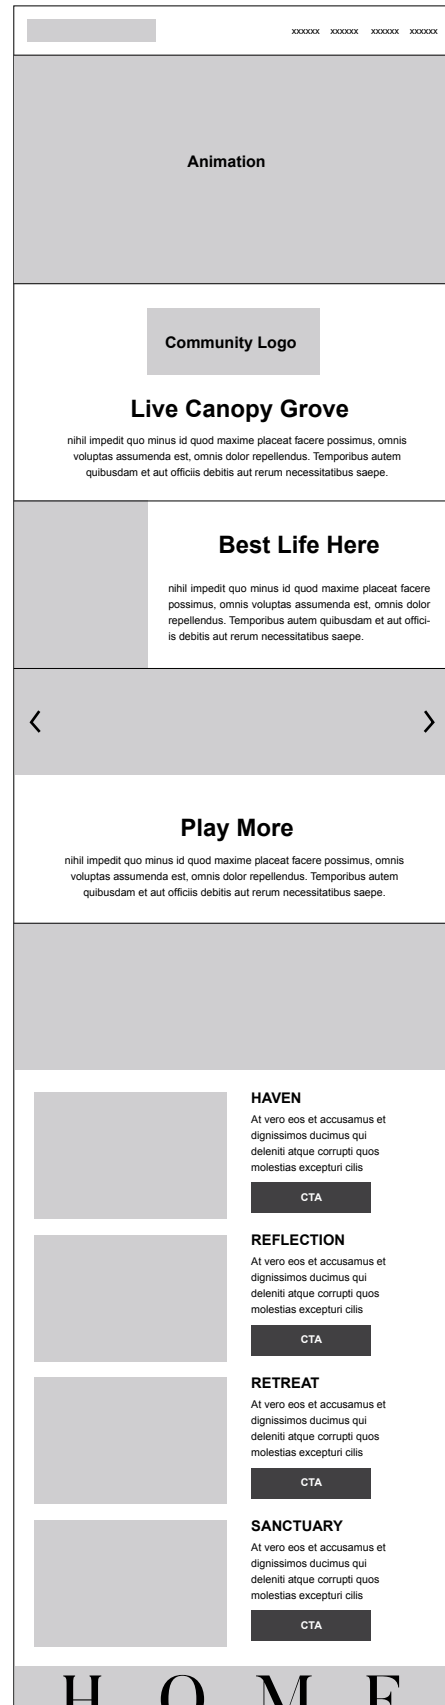 xxxxxx xxxxxx xxxxxx xxxxxx
Animation
Community Logo
Live Canopy Grove
nihil impedit quo minus id quod maxime placeat facere possimus, omnis
voluptas assumenda est, omnis dolor repellendus. Temporibus autem
quibusdam et aut officiis debitis aut rerum necessitatibus saepe.
Best Life Here
nihil impedit quo minus id quod maxime placeat facere
possimus, omnis voluptas assumenda est, omnis dolor
repellendus. Temporibus autem quibusdam et aut offici-
is debitis aut rerum necessitatibus saepe.
Play More
nihil impedit quo minus id quod maxime placeat facere possimus, omnis
voluptas assumenda est, omnis dolor repellendus. Temporibus autem
quibusdam et aut officiis debitis aut rerum necessitatibus saepe.
HAVEN
At vero eos et accusamus et
dignissimos ducimus qui
deleniti atque corrupti quos
molestias excepturi cilis
CTA
REFLECTION
At vero eos et accusamus et
dignissimos ducimus qui
deleniti atque corrupti quos
molestias excepturi cilis
CTA
RETREAT
At vero eos et accusamus et
dignissimos ducimus qui
deleniti atque corrupti quos
molestias excepturi cilis
CTA
SANCTUARY
At vero eos et accusamus et
dignissimos ducimus qui
deleniti atque corrupti quos
molestias excepturi cilis
CTA
HOME